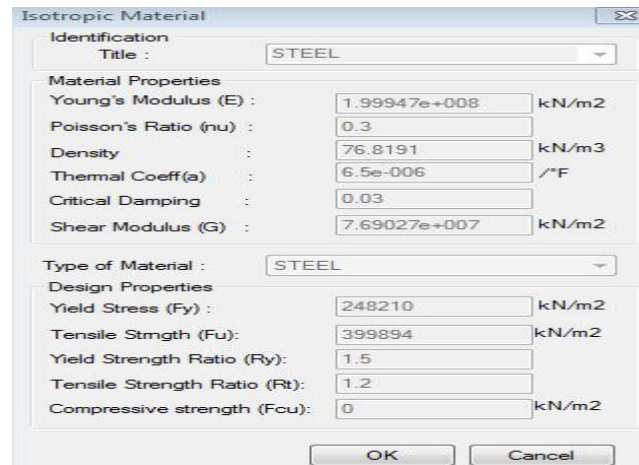 Isotropic Material
Identification
Title : STEEL
Material Properties
Young's Modulus (E) : 1.99947e+008 kN/m2
Poisson's Ratio (nu) : 0.3
Density : 76.8191 kN/m3
Thermal Coeff(a) : 6.5e-006 /°F
Critical Damping : 0.03
Shear Modulus (G) : 7.69027e+007 kN/m2
Type of Material : STEEL
Design Properties
Yield Stress (Fy) : 248210 kN/m2
Tensile Strngth (Fu): 399894 kN/m2
Yield Strength Ratio (Ry): 1.5
Tensile Strength Ratio (Rt): 1.2
Compressive strength (Fcu): 0 kN/m2
OK Cancel